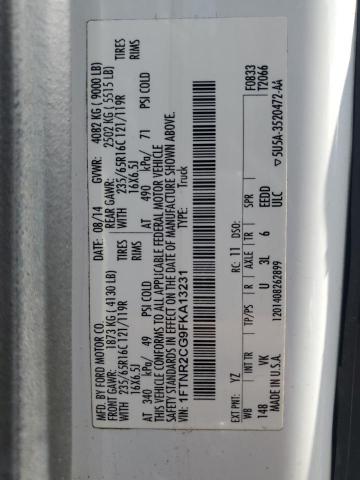 MFD BY FORD MOTOR CO.
DATE: 08/14 GVWR: 4082 KG ( 9000 LB)
FRONT GAWR: 1873 KG ( 4130 LB) REAR GAWR: 2502 KG ( 5515 LB)
WITH 235/65R16C 121/119R TIRES WITH 235/65R16C 121/119R TIRES
16X6.5J RIMS 16X6.5J RIMS
AT 340 kPa/ 49 PSI COLD AT 490 kPa/ 71 PSI COLD
THIS VEHICLE CONFORMS TO ALL APPLICABLE FEDERAL MOTOR VEHICLE
SAFETY STANDARDS IN EFFECT ON THE DATE OF MANUFACTURE SHOWN ABOVE.
VIN: 1FTNR2CG9FKA13231
TYPE: Truck
F0833
T2066
EXT PNT: YZ RC: 11 DSO:
WB INT TR TP/PS R AXLE TR SPR
148 VK U 3L 6 EEDD
ULC
1201408262899
MADE IN U.S.A. ▽5U5A-3520472-AA